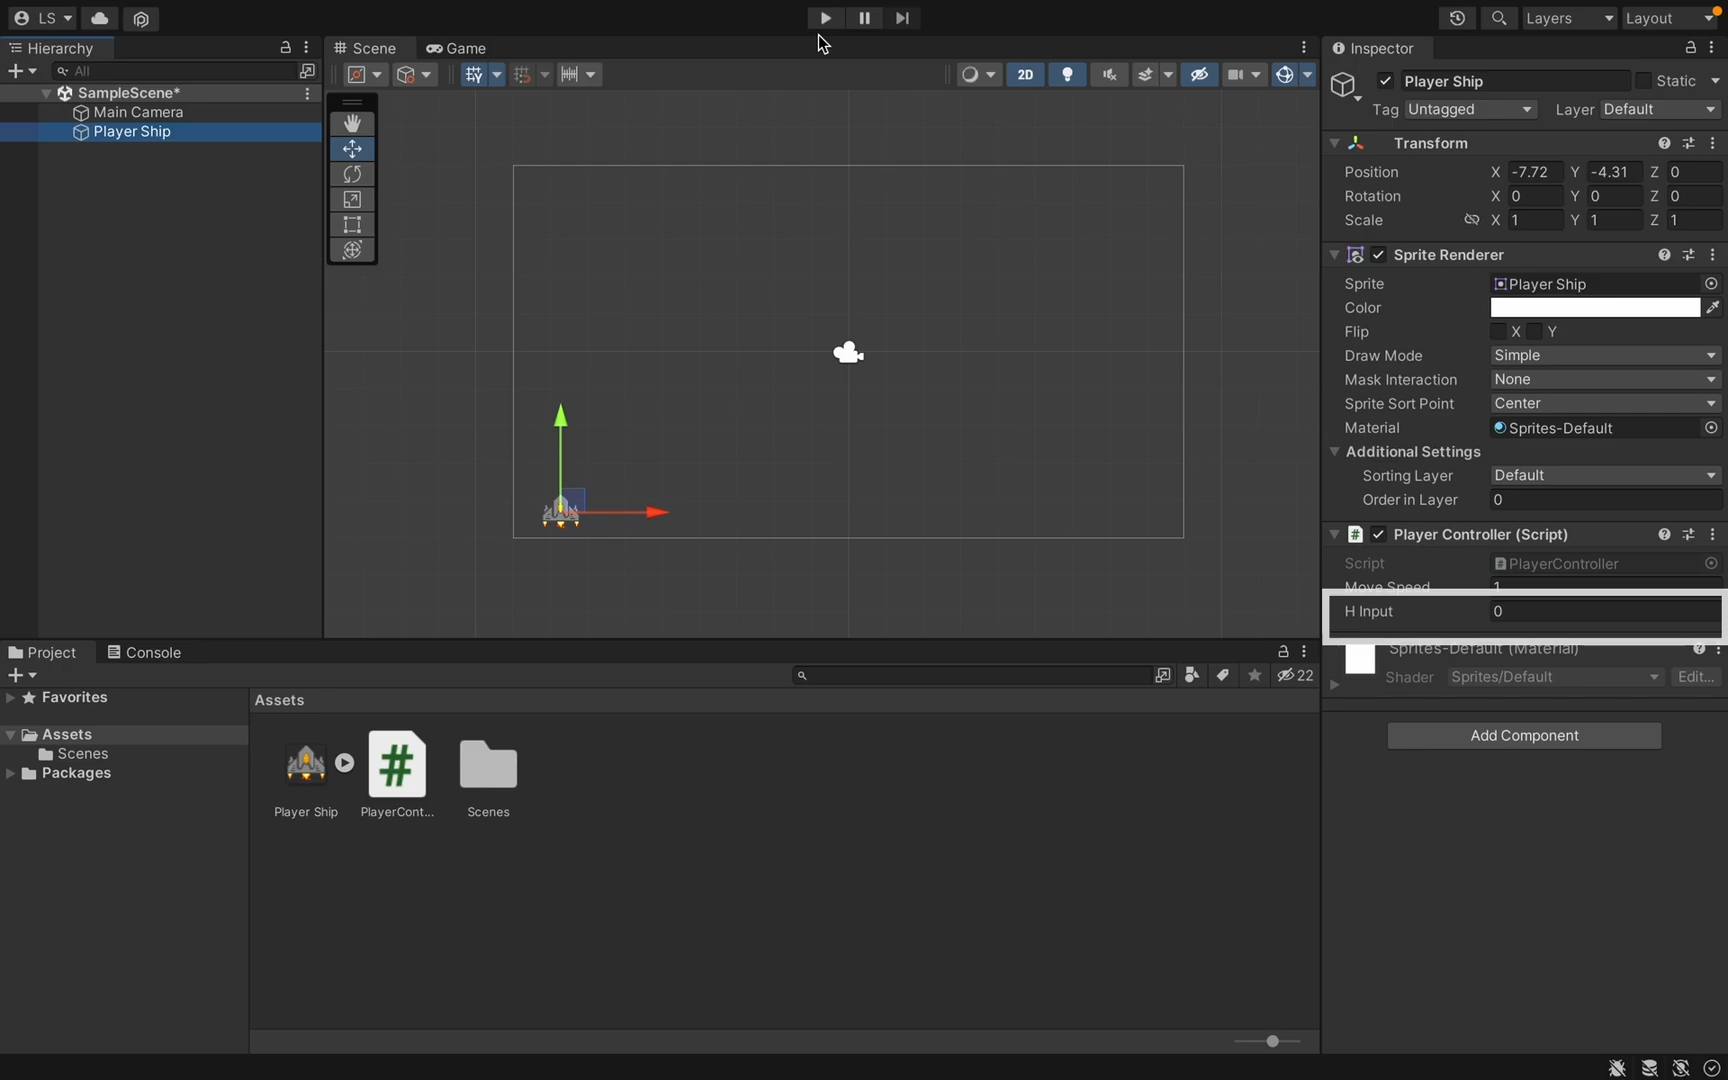 LS
Layers
Layout
Hierarchy
All
SampleScene*
Main Camera
Player Ship
Scene
Game
2D
Inspector
Player Ship
Static
Tag Untagged Layer Default
Transform
Position X -7.72 Y -4.31 Z 0
Rotation X 0 Y 0 Z 0
Scale X 1 Y 1 Z 1
Sprite Renderer
Sprite Player Ship
Color
Flip X Y
Draw Mode Simple
Mask Interaction None
Sprite Sort Point Center
Material Sprites-Default
Additional Settings
Sorting Layer Default
Order in Layer 0
# Player Controller (Script)
Script PlayerController
Move Speed 1
H Input 0
Sprites-Default (Material)
Shader Sprites/Default Edit...
Add Component
Project
Console
22
Favorites
Assets
Scenes
Packages
Assets
#
Player Ship
PlayerCont...
Scenes